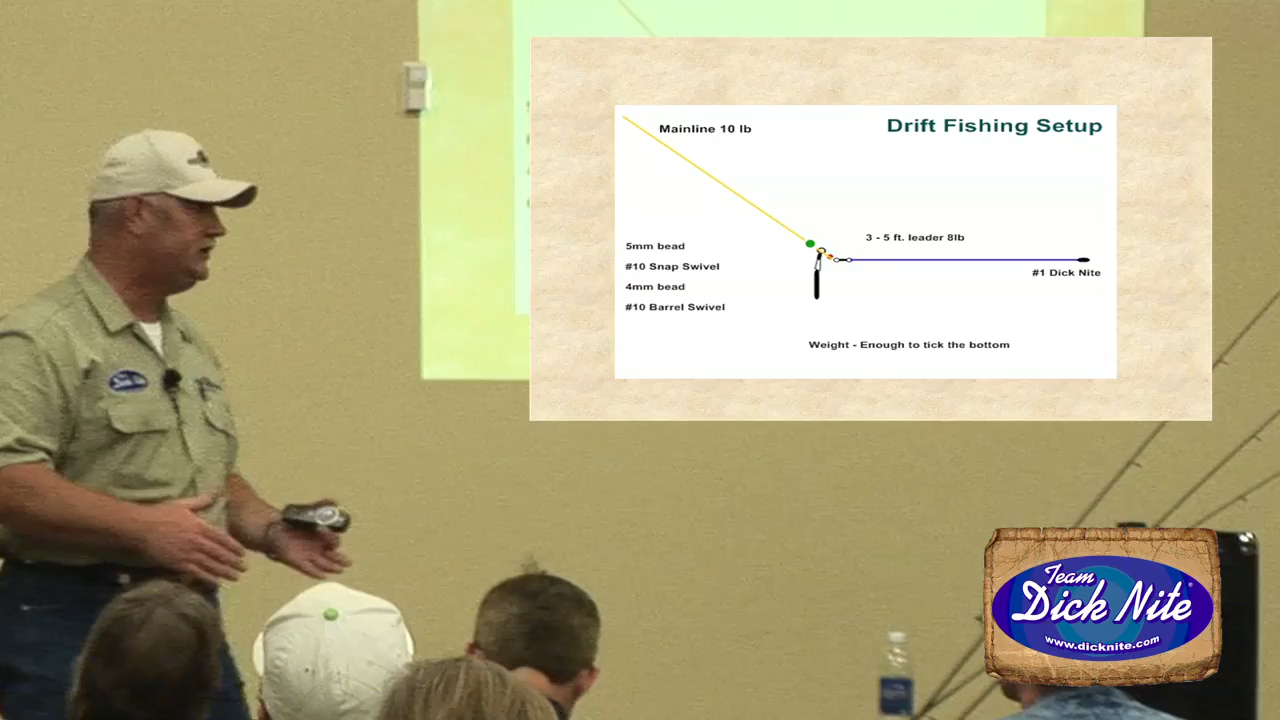 Mainline 10 lb
Drift Fishing Setup
3 - 5 ft. leader 8lb
5mm bead
#10 Snap Swivel
4mm bead
#10 Barrel Swivel
#1 Dick Nite
Weight - Enough to tick the bottom
Team
Dick Nite
www.dicknite.com